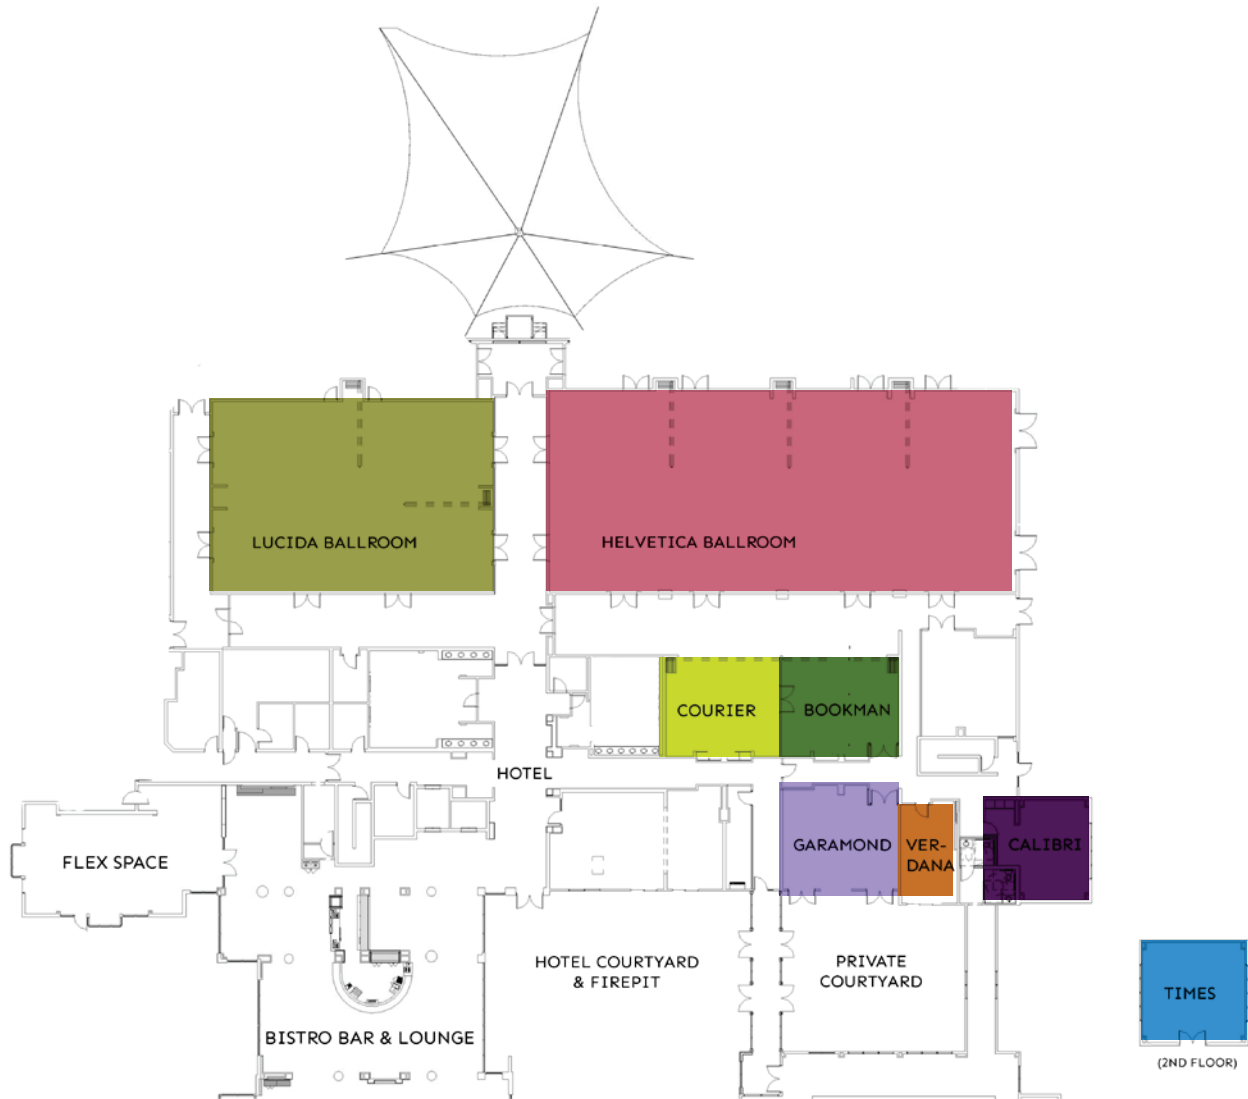 LUCIDA BALLROOM
HELVETICA BALLROOM
COURIER
BOOKMAN
HOTEL
FLEX SPACE
GARAMOND
VER-
DANA
CALIBRI
HOTEL COURTYARD
& FIREPIT
PRIVATE
COURTYARD
TIMES
BISTRO BAR & LOUNGE
(2ND FLOOR)